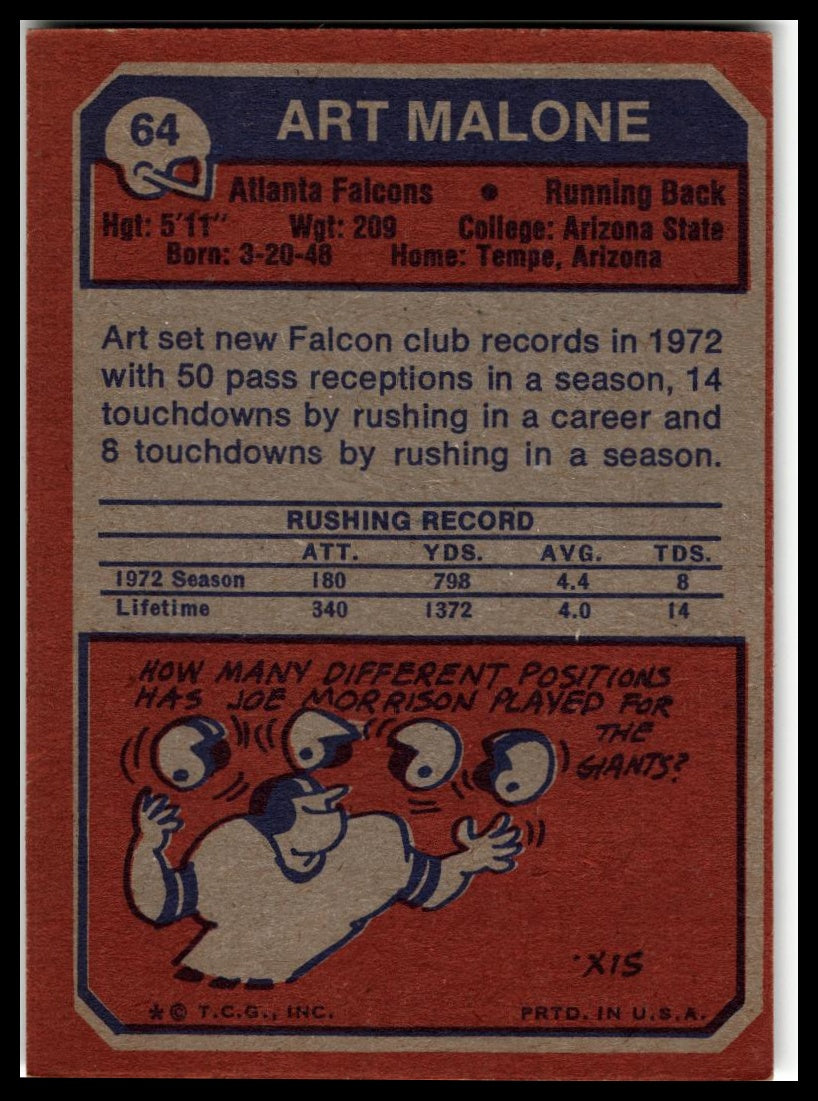 64
ART MALONE
Atlanta Falcons • Running Back
Hgt: 5'11" Wgt: 209 College: Arizona State
Born: 3-20-48 Home: Tempe, Arizona
Art set new Falcon club records in 1972
with 50 pass receptions in a season, 14
touchdowns by rushing in a career and
8 touchdowns by rushing in a season.
RUSHING RECORD
ATT. YDS. AVG. TDS.
1972 Season 180 798 4.4 8
Lifetime 340 1372 4.0 14
HOW MANY DIFFERENT POSITIONS
HAS JOE MORRISON PLAYED FOR
THE
GIANTS?
XIS
* © T.C.G., INC. PRTD. IN U.S.A.